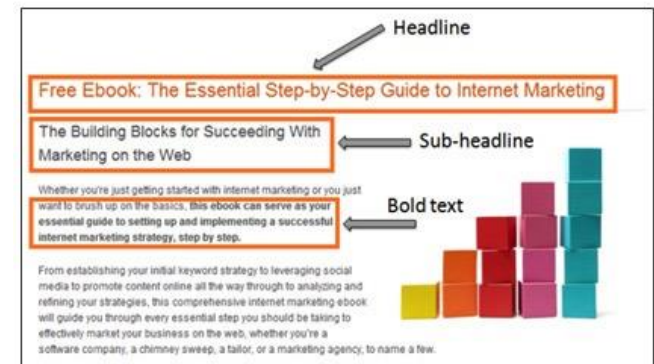 Headline
Free Ebook: The Essential Step-by-Step Guide to Internet Marketing
The Building Blocks for Succeeding With
Marketing on the Web
Sub-headline
Whether you're just getting started with internet marketing or you just
want to brush up on the basics, this ebook can serve as your
essential guide to setting up and implementing a successful
internet marketing strategy, step by step.
Bold text
From establishing your initial keyword strategy to leveraging social
media to promote content online all the way through to analyzing and
refining your strategies, this comprehensive internet marketing ebook
will guide you through every essential step you should be taking to
effectively market your business on the web, whether you're a
software company, a chimney sweep, a tailor, or a marketing agency, to name a few.